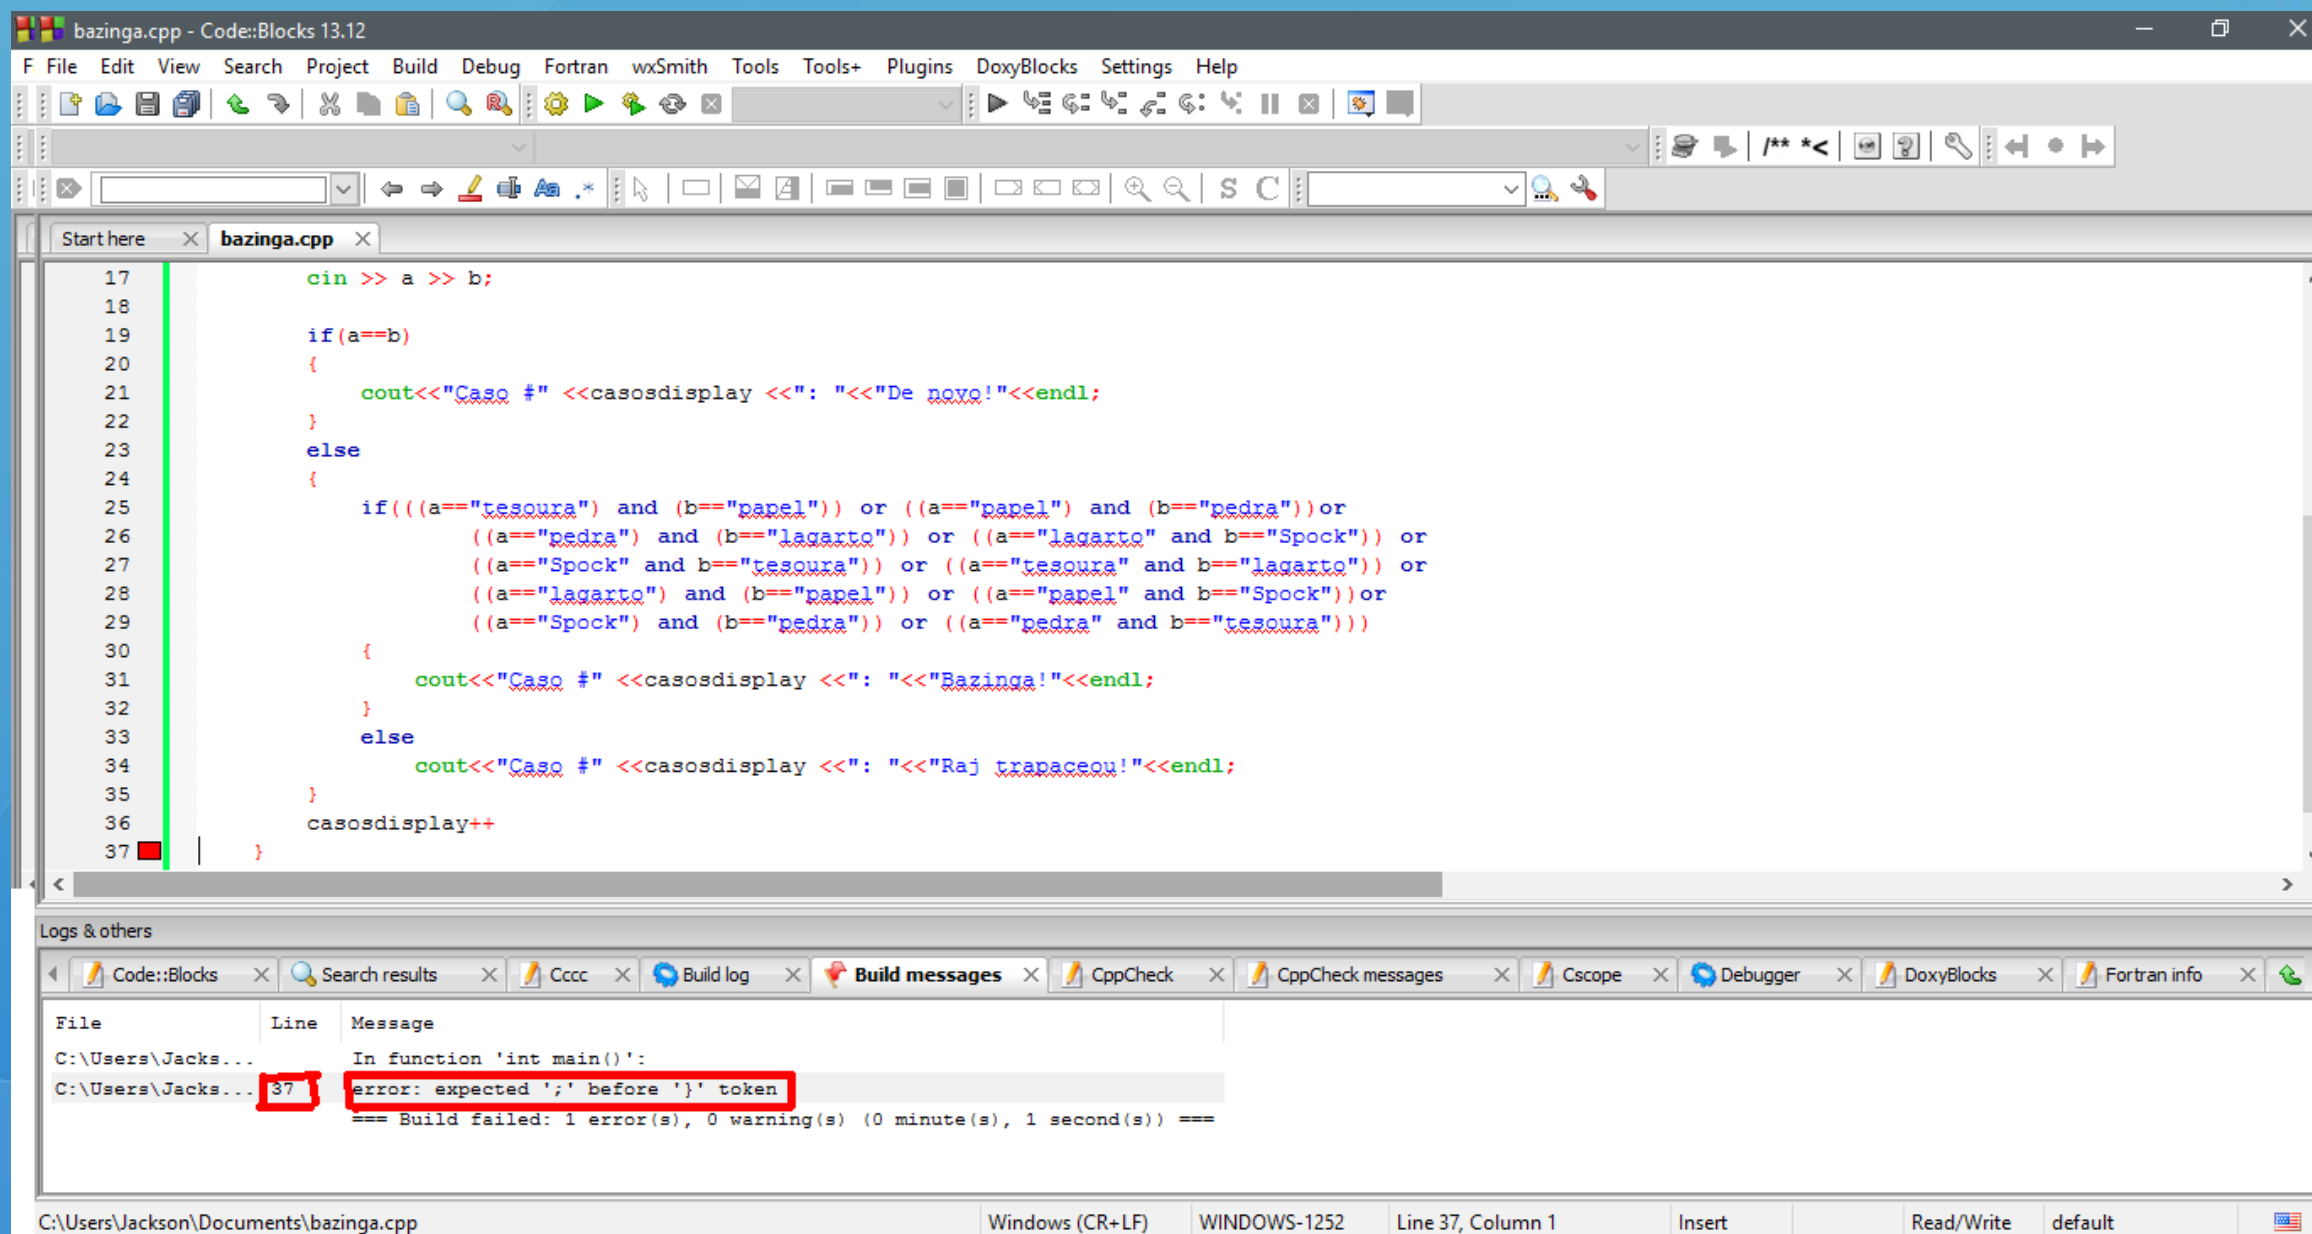 bazinga.cpp - Code::Blocks 13.12
F File Edit View Search Project Build Debug Fortran wxSmith Tools Tools+ Plugins DoxyBlocks Settings Help
/** *<
S C
Start here bazinga.cpp
17 cin >> a >> b;
18
19 if(a==b)
20 {
21 cout<<"Caso #" <<casosdisplay <<": "<<"De novo!"<<endl;
22 }
23 else
24 {
25 if(((a=="tesoura") and (b=="papel")) or ((a=="papel") and (b=="pedra"))or
26 ((a=="pedra") and (b=="lagarto")) or ((a=="lagarto" and b=="Spock")) or
27 ((a=="Spock" and b=="tesoura")) or ((a=="tesoura" and b=="lagarto")) or
28 ((a=="lagarto") and (b=="papel")) or ((a=="papel" and b=="Spock"))or
29 ((a=="Spock") and (b=="pedra")) or ((a=="pedra" and b=="tesoura")))
30 {
31 cout<<"Caso #" <<casosdisplay <<": "<<"Bazinga!"<<endl;
32 }
33 else
34 cout<<"Caso #" <<casosdisplay <<": "<<"Raj trapaceou!"<<endl;
35 }
36 casosdisplay++
37 }
Logs & others
Code::Blocks Search results Cccc Build log Build messages CppCheck CppCheck messages Cscope Debugger DoxyBlocks Fortran info
File Line Message
C:\Users\Jacks... In function 'int main()':
C:\Users\Jacks... 37 error: expected ';' before '}' token
=== Build failed: 1 error(s), 0 warning(s) (0 minute(s), 1 second(s)) ===
C:\Users\Jackson\Documents\bazinga.cpp Windows (CR+LF) WINDOWS-1252 Line 37, Column 1 Insert Read/Write default